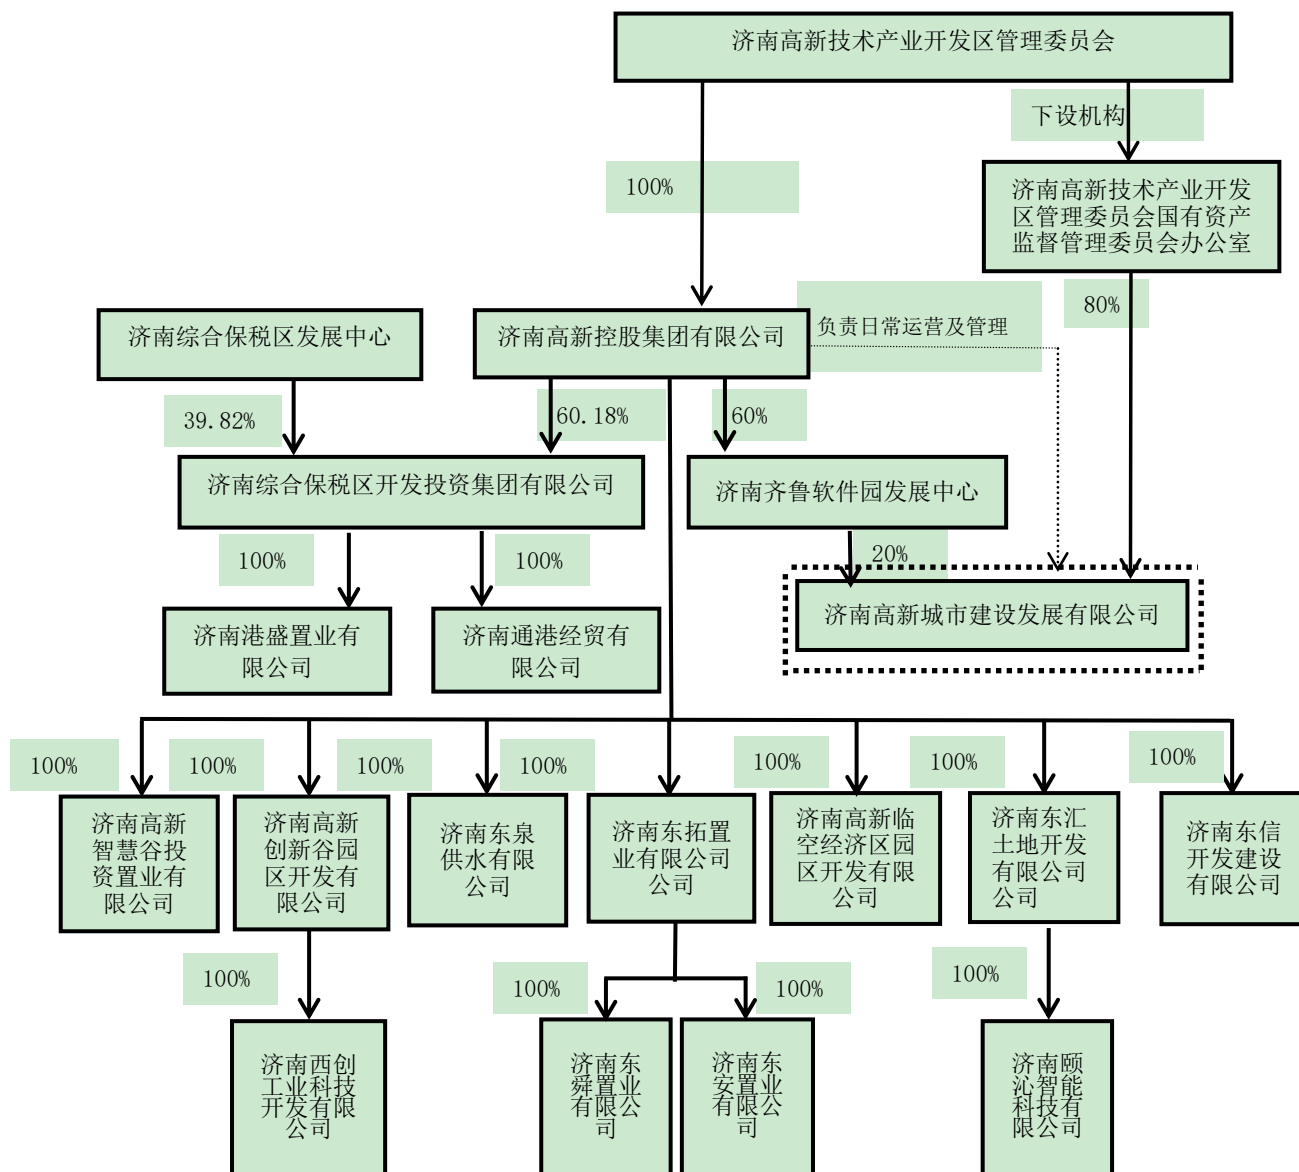 济南高新技术产业开发区管理委员会
下设机构
100%
济南高新技术产业开发
区管理委员会国有资产
监督管理委员会办公室
80%
济南综合保税区发展中心
济南高新控股集团有限公司
负责日常运营及管理
39.82%
60.18%
60%
济南综合保税区开发投资集团有限公司
济南齐鲁软件园发展中心
100%
100%
20%
济南港盛置业有
限公司
济南通港经贸有
限公司
济南高新城市建设发展有限公司
100%
100%
100%
100%
100%
100%
100%
济南高新
智慧谷投
资置业有
限公司
济南高新
创新谷园
区开发有
限公司
济南东泉
供水有限
公司
济南东拓置
业有限公司
公司
济南高新临
空经济区园
区开发有限
公司
济南东汇
土地开发
有限公司
公司
济南东信
开发建设
有限公司
100%
100%
100%
100%
济南西创
工业科技
开发有限
公司
济南东
舜置业
有限公
司
济南东
安置业
有限公
司
济南颐
沁智能
科技有
限公司